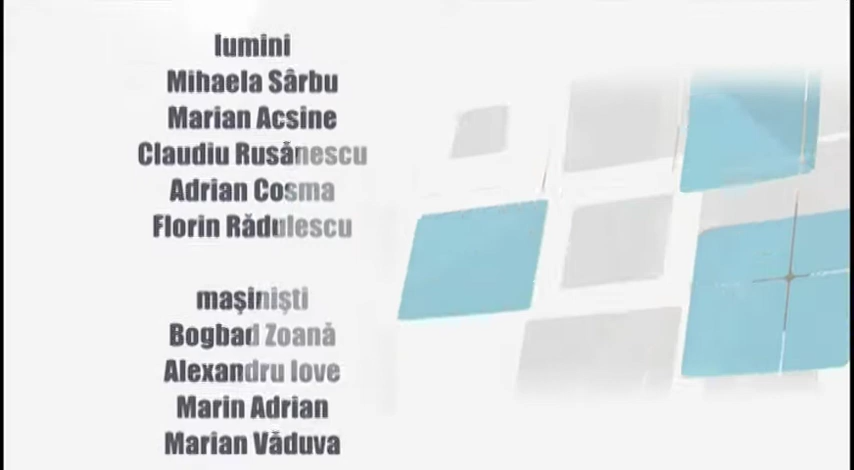 lumini
Mihaela Sârbu
Marian Acsine
Claudiu Rusănescu
Adrian Cosma
Florin Rădulescu
maşinişti
Bogbad Zoană
Alexandru Iove
Marin Adrian
Marian Văduva